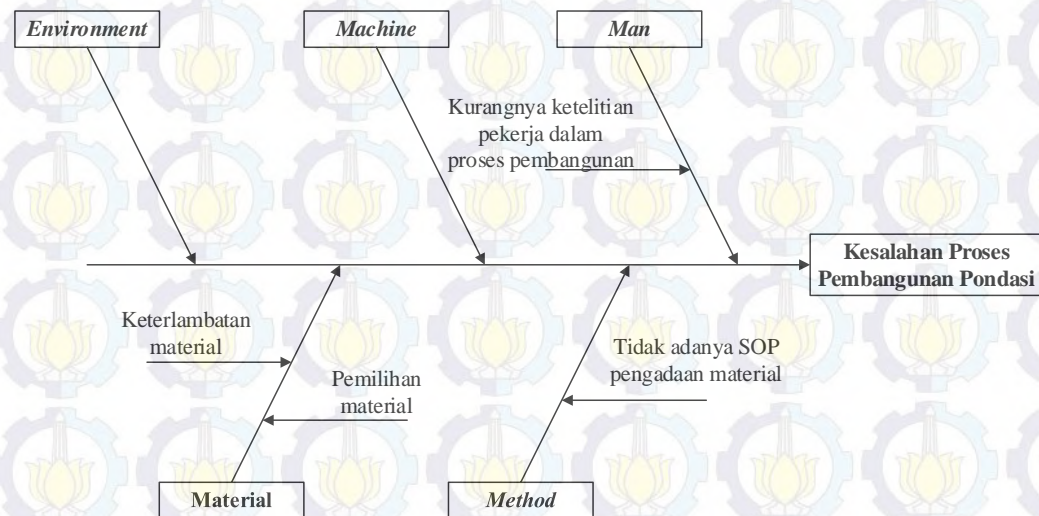 Environment
Machine
Man
Kurangnya ketelitian
pekerja dalam
proses pembangunan
Kesalahan Proses
Pembangunan Pondasi
Keterlambatan
material
Pemilihan
material
Tidak adanya SOP
pengadaan material
Material
Method